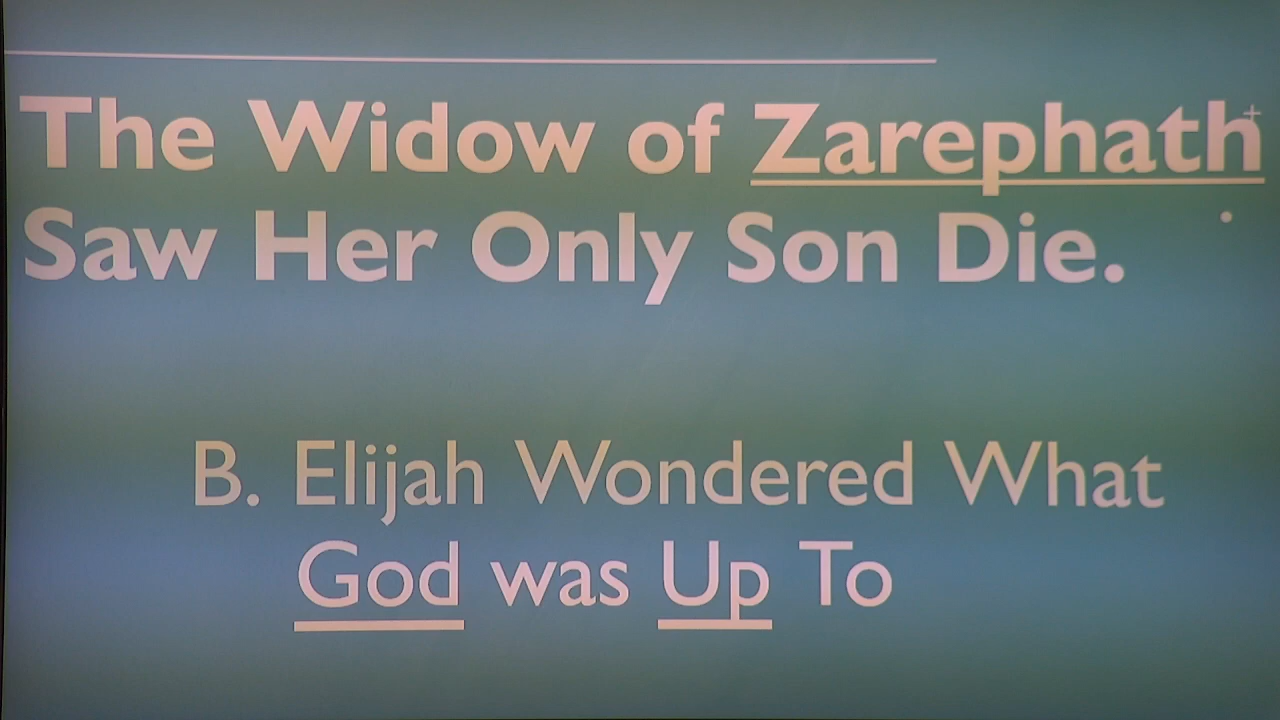 The Widow of Zarephath
Saw Her Only Son Die.
B. Elijah Wondered What
God was Up To